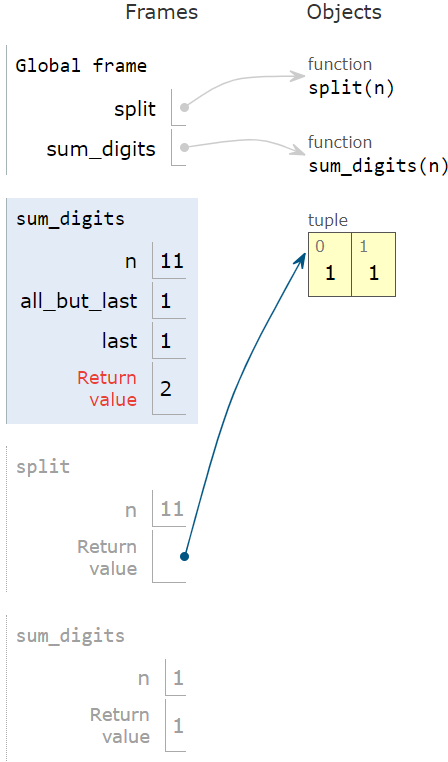 Frames Objects
Global frame
function
split split(n)
function
sum_digits sum_digits(n)
sum_digits tuple
0 1
1 1
n 11
all_but_last 1
last 1
Return
value 2
split
n 11
Return
value
sum_digits
n 1
Return
value 1